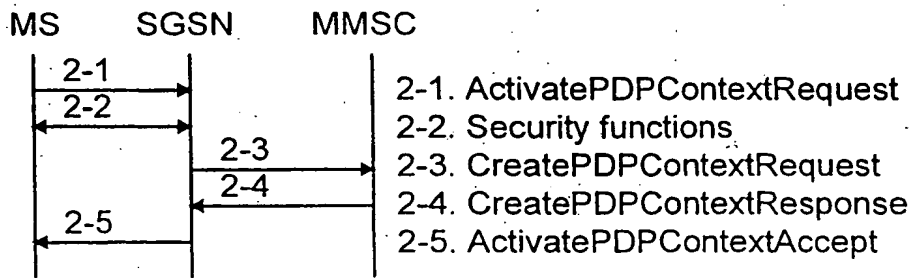 MS SGSN MMSC
2-1 2-1. ActivatePDPContextRequest
2-2 2-2. Security functions
2-3 2-3. CreatePDPContextRequest
2-4 2-4. CreatePDPContextResponse
2-5 2-5. ActivatePDPContextAccept